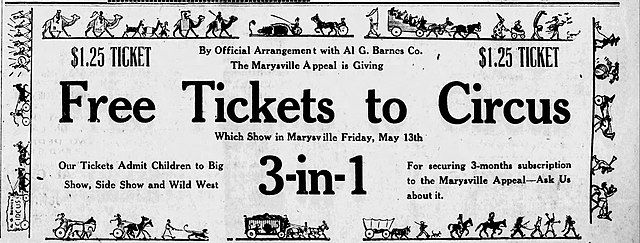 $1.25 TICKET
By Official Arrangement with Al G. Barnes Co.
The Marysville Appeal is Giving
$1.25 TICKET
Free Tickets to Circus
Which Show in Marysville Friday, May 13th
Our Tickets Admit Children to Big
Show, Side Show and Wild West
3-in-1
For securing 3-months subscription
to the Marysville Appeal—Ask Us
about it.
CIRCUS